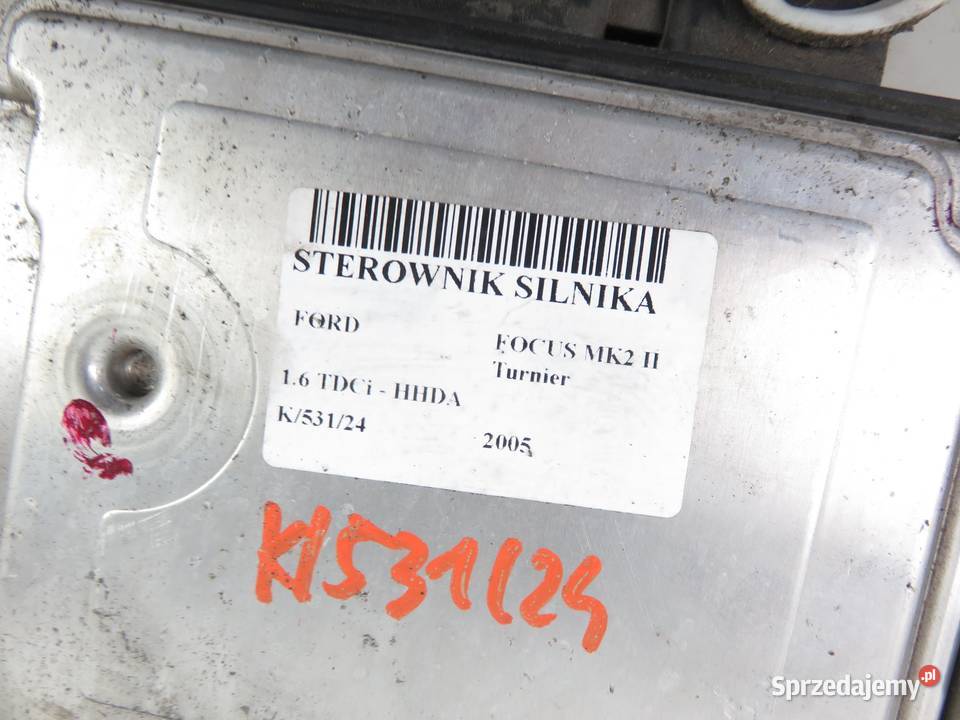 STEROWNIK SILNIKA
FORD
FOCUS MK2 II
Turnier
1.6 TDCi - HHDA
K/531/24
2005
K/531/24
Sprzedajemy.pl